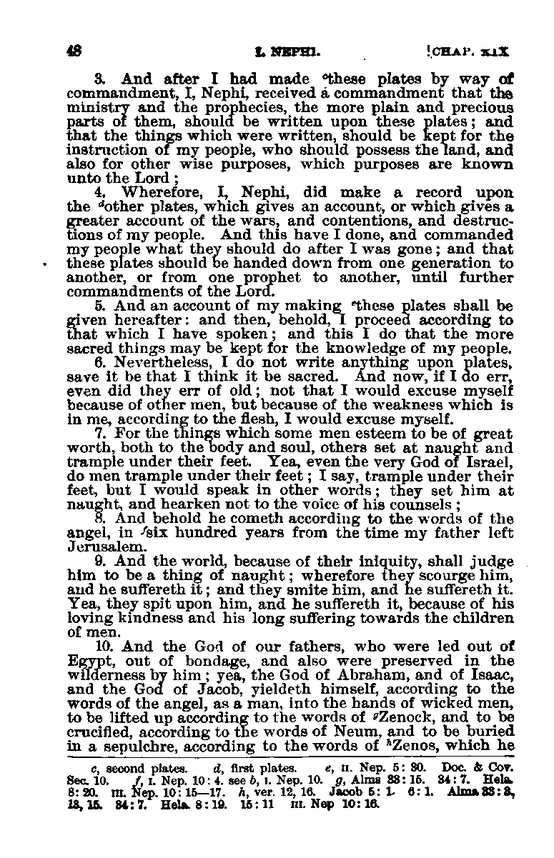 48 I. NEPHI. [CHAP. XIX
3. And after I had made cthese plates by way of
commandment, I, Nephi, received a commandment that the
ministry and the prophecies, the more plain and precious
parts of them, should be written upon these plates; and
that the things which were written, should be kept for the
instruction of my people, who should possess the land, and
also for other wise purposes, which purposes are known
unto the Lord;
4. Wherefore, I, Nephi, did make a record upon
the dother plates, which gives an account, or which gives a
greater account of the wars, and contentions, and destruc-
tions of my people. And this have I done, and commanded
my people what they should do after I was gone; and that
these plates should be handed down from one generation to
another, or from one prophet to another, until further
commandments of the Lord.
5. And an account of my making ethese plates shall be
given hereafter: and then, behold, I proceed according to
that which I have spoken; and this I do that the more
sacred things may be kept for the knowledge of my people.
6. Nevertheless, I do not write anything upon plates,
save it be that I think it be sacred. And now, if I do err,
even did they err of old; not that I would excuse myself
because of other men, but because of the weakness which is
in me, according to the flesh, I would excuse myself.
7. For the things which some men esteem to be of great
worth, both to the body and soul, others set at naught and
trample under their feet. Yea, even the very God of Israel,
do men trample under their feet; I say, trample under their
feet, but I would speak in other words; they set him at
naught, and hearken not to the voice of his counsels;
8. And behold he cometh according to the words of the
angel, in fsix hundred years from the time my father left
Jerusalem.
9. And the world, because of their iniquity, shall judge
him to be a thing of naught; wherefore they scourge him,
and he suffereth it; and they smite him, and he suffereth it.
Yea, they spit upon him, and he suffereth it, because of his
loving kindness and his long suffering towards the children
of men.
10. And the God of our fathers, who were led out of
Egypt, out of bondage, and also were preserved in the
wilderness by him; yea, the God of Abraham, and of Isaac,
and the God of Jacob, yieldeth himself, according to the
words of the angel, as a man, into the hands of wicked men,
to be lifted up according to the words of gZenock, and to be
crucified, according to the words of Neum, and to be buried
in a sepulchre, according to the words of hZenos, which he
c, second plates. d, first plates. e, II. Nep. 5: 30. Doc. & Cov.
Sec. 10. f, I. Nep. 10: 4. see b, I. Nep. 10. g, Alma 33: 15. 34: 7. Hela.
8: 20. III. Nep. 10: 15—17. h, ver. 12, 16. Jacob 5: 1. 6: 1. Alma 33: 3,
13, 15. 34: 7. Hela. 8: 19. 15: 11 III. Nep 10: 16.